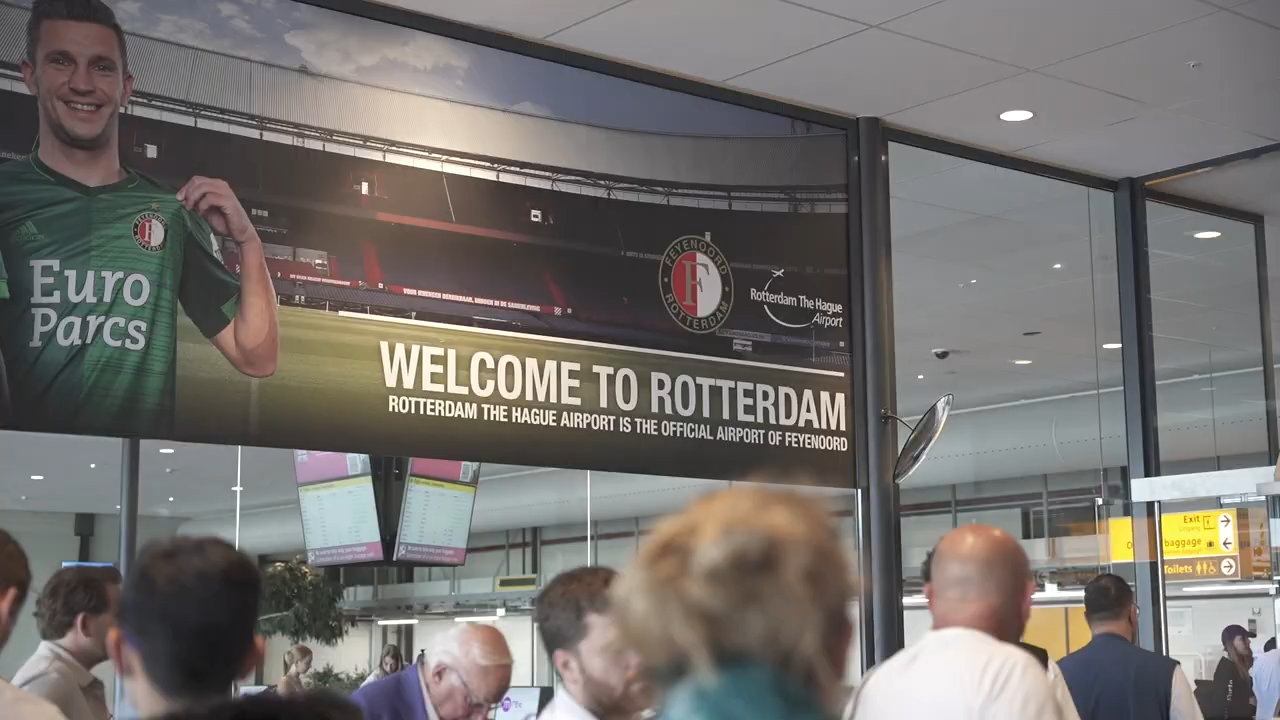 Euro
Parcs
FEYENOORD
F
ROTTERDAM
Rotterdam The Hague
Airport
WELCOME TO ROTTERDAM
ROTTERDAM THE HAGUE AIRPORT IS THE OFFICIAL AIRPORT OF FEYENOORD
Exit
baggage
Toilets